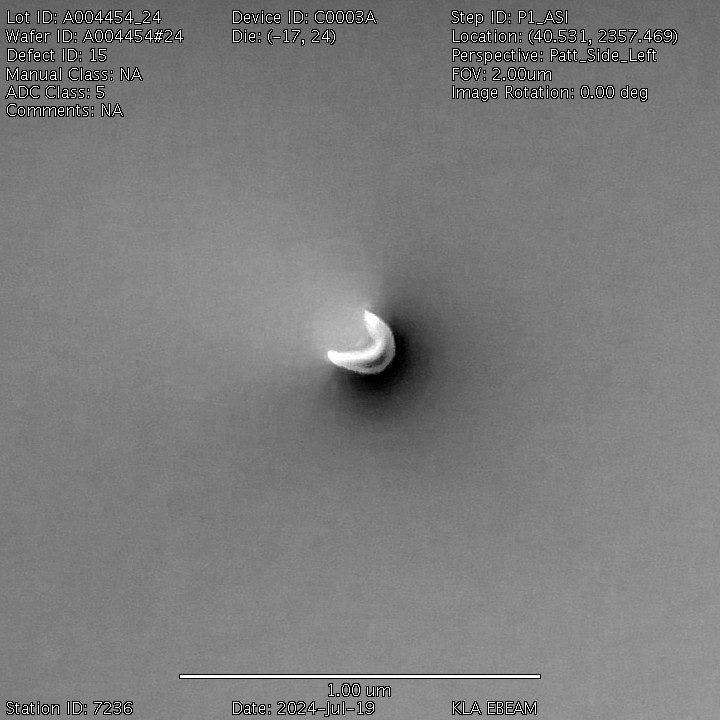 Lot ID: A004454_24 Device ID: C0003A Step ID: P1_ASI
Wafer ID: A004454#24 Die: (-17, 24) Location: (40.531, 2357.469)
Defect ID: 15 Perspective: Patt_Side_Left
Manual Class: NA FOV: 2.00um
ADC Class: 5 Image Rotation: 0.00 deg
Comments: NA
1.00 um
Station ID: 7236 Date: 2024-Jul-19 KLA EBEAM